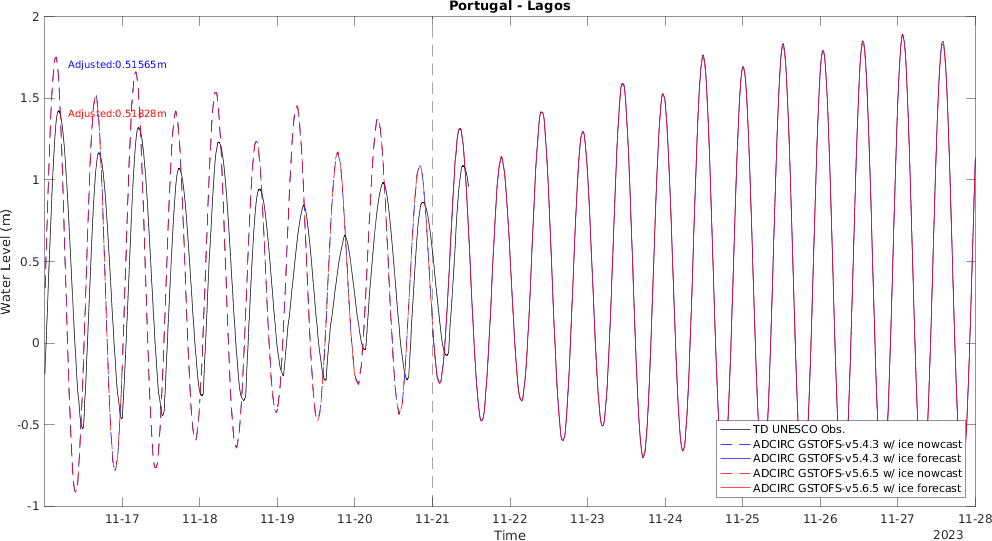 Portugal - Lagos
2
Adjusted:0.51565m
1.5
Adjusted:0.51828m
1
0.5
0
-0.5
-1
Water Level (m)
TD UNESCO Obs.
ADCIRC GSTOFS-v5.4.3 w/ ice nowcast
ADCIRC GSTOFS-v5.4.3 w/ ice forecast
ADCIRC GSTOFS-v5.6.5 w/ ice nowcast
ADCIRC GSTOFS-v5.6.5 w/ ice forecast
11-17 11-18 11-19 11-20 11-21 11-22 11-23 11-24 11-25 11-26 11-27 11-28
Time
2023